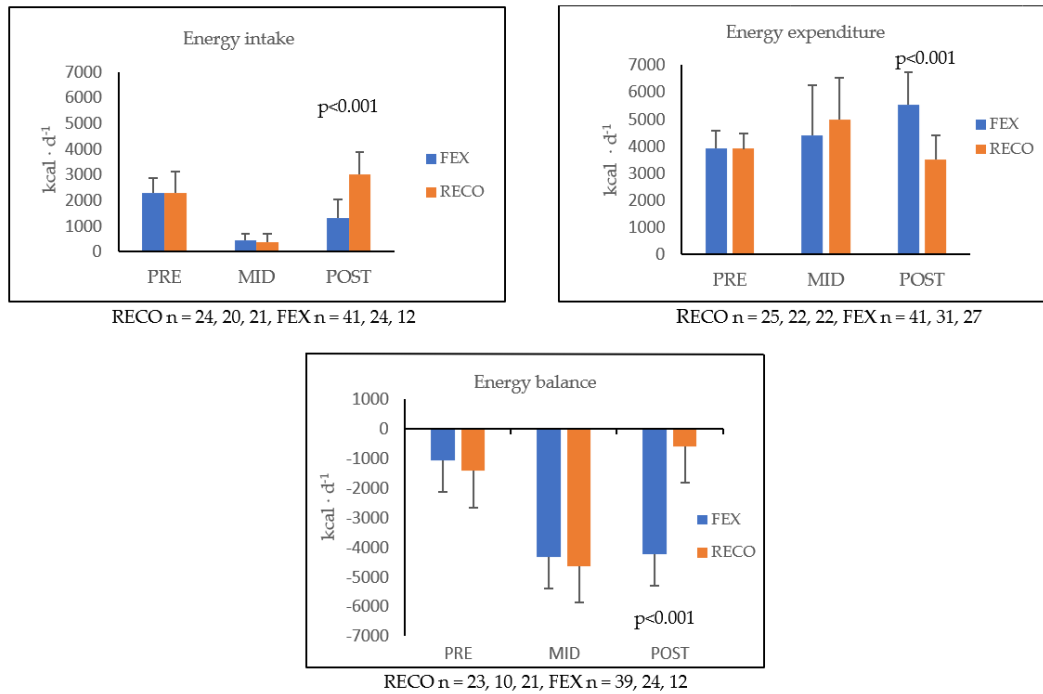 Energy intake
7000
6000
5000
4000
3000
2000
1000
0
kcal · d⁻¹
p<0.001
FEX
RECO
PRE MID POST
RECO n = 24, 20, 21, FEX n = 41, 24, 12
Energy expenditure
7000
6000
5000
4000
3000
2000
1000
0
kcal · d⁻¹
p<0.001
FEX
RECO
PRE MID POST
RECO n = 25, 22, 22, FEX n = 41, 31, 27
Energy balance
1000
0
-1000
-2000
-3000
-4000
-5000
-6000
-7000
kcal · d⁻¹
FEX
RECO
p<0.001
PRE MID POST
RECO n = 23, 10, 21, FEX n = 39, 24, 12